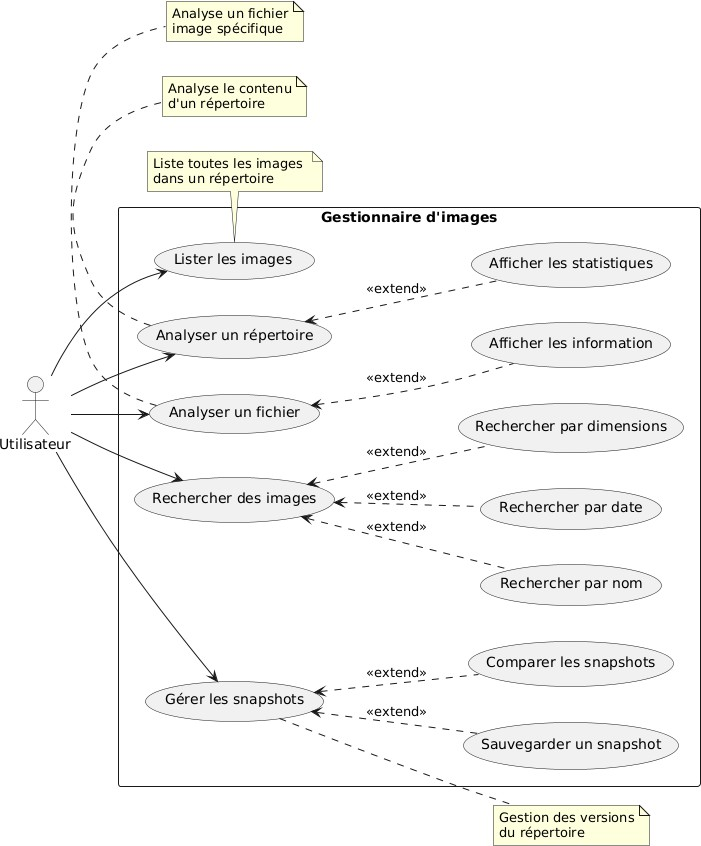 Analyse un fichier
image spécifique
Analyse le contenu
d'un répertoire
Liste toutes les images
dans un répertoire
Gestionnaire d'images
Lister les images
Afficher les statistiques
«extend»
Analyser un répertoire
Afficher les information
«extend»
Analyser un fichier
Rechercher par dimensions
Utilisateur
«extend»
Rechercher des images
«extend»
Rechercher par date
«extend»
Rechercher par nom
Comparer les snapshots
«extend»
Gérer les snapshots
«extend»
Sauvegarder un snapshot
Gestion des versions
du répertoire